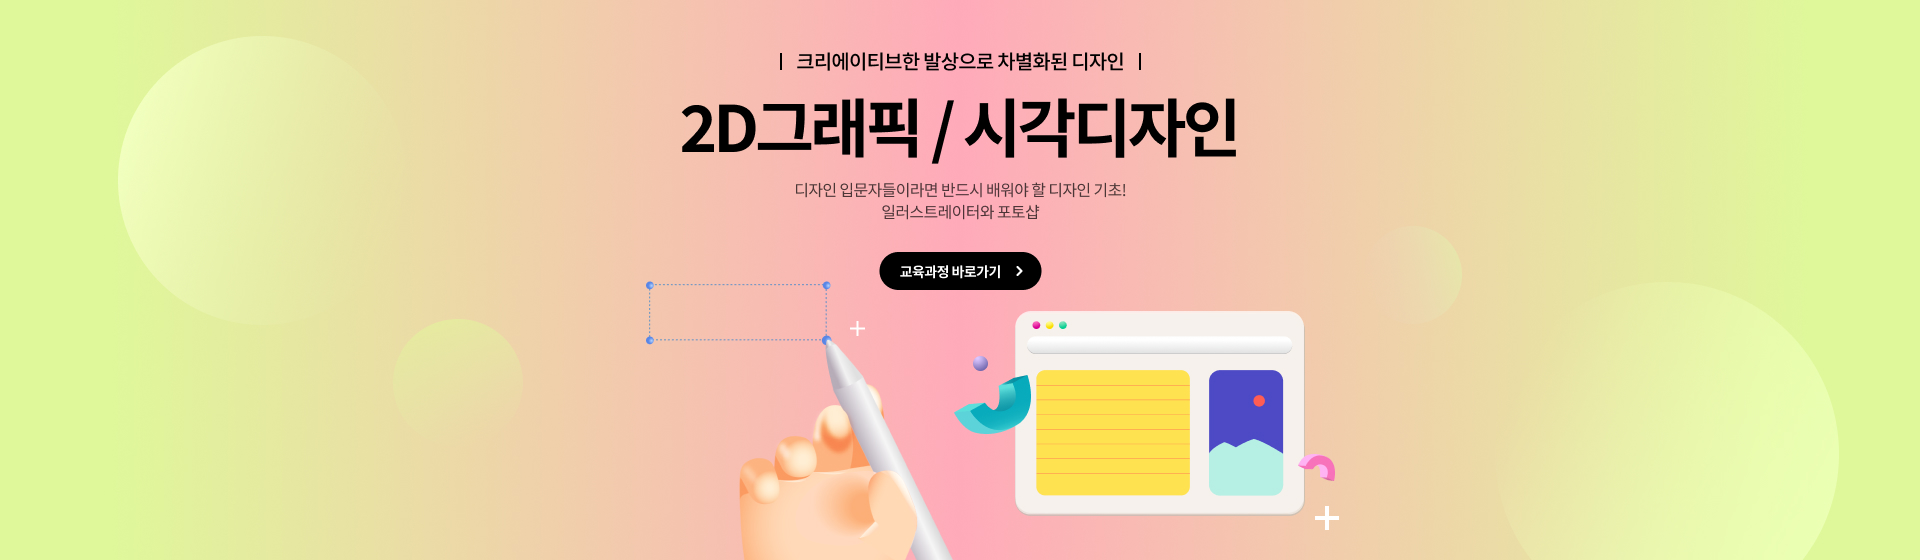 크리에이티브한 발상으로 차별화된 디자인
2D그래픽 / 시각디자인
디자인 입문자들이라면 반드시 배워야 할 디자인 기초!
일러스트레이터와 포토샵
교육과정 바로가기